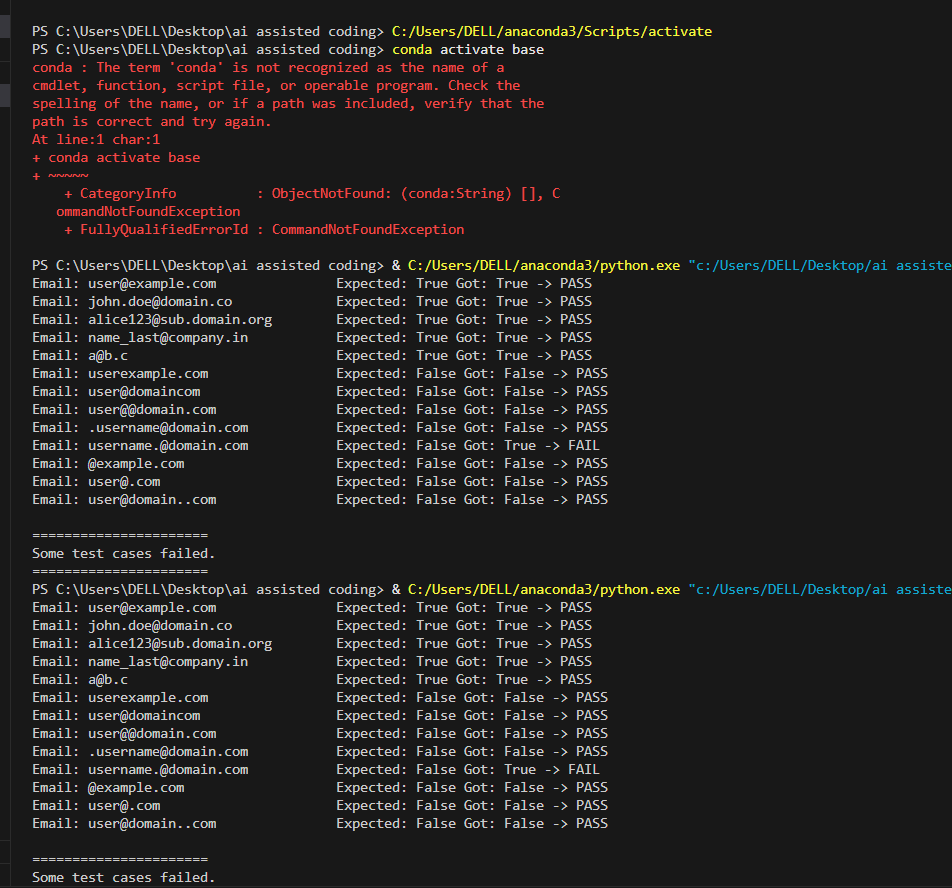 PS C:\Users\DELL\Desktop\ai assisted coding> C:/Users/DELL/anaconda3/Scripts/activate
PS C:\Users\DELL\Desktop\ai assisted coding> conda activate base
conda : The term 'conda' is not recognized as the name of a
cmdlet, function, script file, or operable program. Check the
spelling of the name, or if a path was included, verify that the
path is correct and try again.
At line:1 char:1
+ conda activate base
+ ~~~~~
    + CategoryInfo          : ObjectNotFound: (conda:String) [], C
   ommandNotFoundException
    + FullyQualifiedErrorId : CommandNotFoundException
PS C:\Users\DELL\Desktop\ai assisted coding> & C:/Users/DELL/anaconda3/python.exe "c:/Users/DELL/Desktop/ai assiste
Email: user@example.com               Expected: True Got: True -> PASS
Email: john.doe@domain.co             Expected: True Got: True -> PASS
Email: alice123@sub.domain.org        Expected: True Got: True -> PASS
Email: name_last@company.in           Expected: True Got: True -> PASS
Email: a@b.c                          Expected: True Got: True -> PASS
Email: userexample.com                Expected: False Got: False -> PASS
Email: user@domaincom                 Expected: False Got: False -> PASS
Email: user@@domain.com               Expected: False Got: False -> PASS
Email: .username@domain.com           Expected: False Got: False -> PASS
Email: username.@domain.com           Expected: False Got: True -> FAIL
Email: @example.com                   Expected: False Got: False -> PASS
Email: user@.com                      Expected: False Got: False -> PASS
Email: user@domain..com               Expected: False Got: False -> PASS
======================
Some test cases failed.
======================
PS C:\Users\DELL\Desktop\ai assisted coding> & C:/Users/DELL/anaconda3/python.exe "c:/Users/DELL/Desktop/ai assiste
Email: user@example.com               Expected: True Got: True -> PASS
Email: john.doe@domain.co             Expected: True Got: True -> PASS
Email: alice123@sub.domain.org        Expected: True Got: True -> PASS
Email: name_last@company.in           Expected: True Got: True -> PASS
Email: a@b.c                          Expected: True Got: True -> PASS
Email: userexample.com                Expected: False Got: False -> PASS
Email: user@domaincom                 Expected: False Got: False -> PASS
Email: user@@domain.com               Expected: False Got: False -> PASS
Email: .username@domain.com           Expected: False Got: False -> PASS
Email: username.@domain.com           Expected: False Got: True -> FAIL
Email: @example.com                   Expected: False Got: False -> PASS
Email: user@.com                      Expected: False Got: False -> PASS
Email: user@domain..com               Expected: False Got: False -> PASS
======================
Some test cases failed.